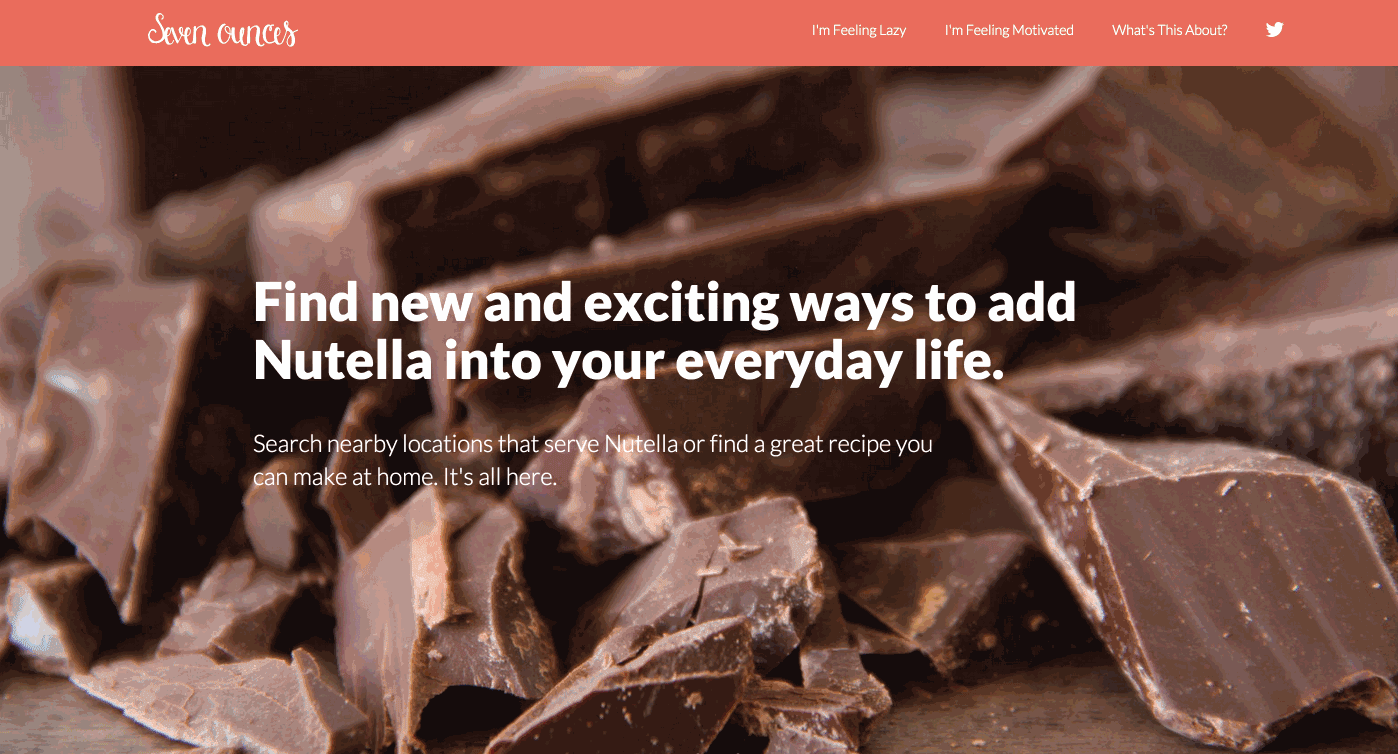 Seven ounces
I'm Feeling Lazy
I'm Feeling Motivated
What's This About?
Find new and exciting ways to add
Nutella into your everyday life.
Search nearby locations that serve Nutella or find a great recipe you
can make at home. It's all here.